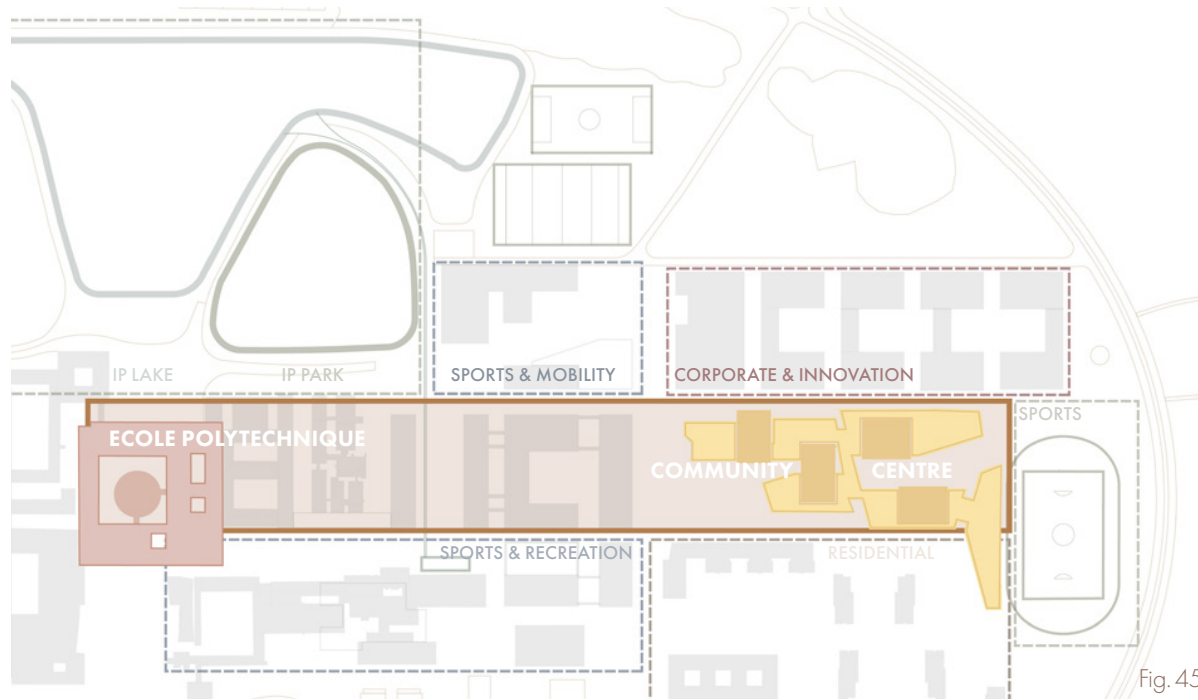 SPORTS & MOBILITY
CORPORATE & INNOVATION
IP LAKE
IP PARK
SPORTS
ECOLE POLYTECHNIQUE
COMMUNITY CENTRE
SPORTS & RECREATION
RESIDENTIAL
Fig. 45